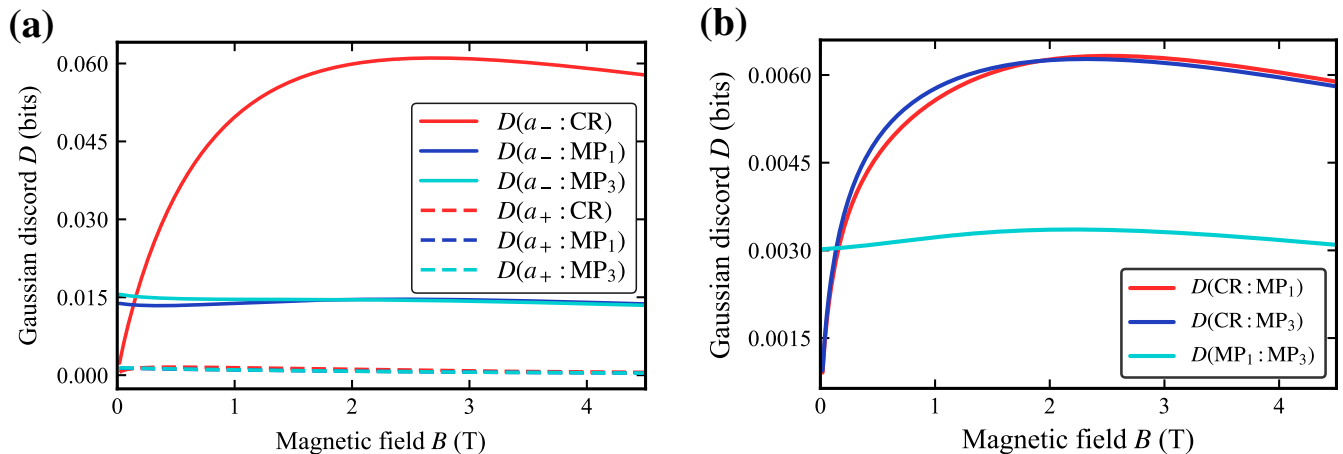 (a)
Gaussian discord D (bits)
0.060
0.045
0.030
0.015
0.000
D(a₋ : CR)
D(a₋ : MP₁)
D(a₋ : MP₃)
D(a₊ : CR)
D(a₊ : MP₁)
D(a₊ : MP₃)
0 1 2 3 4
Magnetic field B (T)
(b)
Gaussian discord D (bits)
0.0060
0.0045
0.0030
0.0015
D(CR : MP₁)
D(CR : MP₃)
D(MP₁ : MP₃)
0 1 2 3 4
Magnetic field B (T)